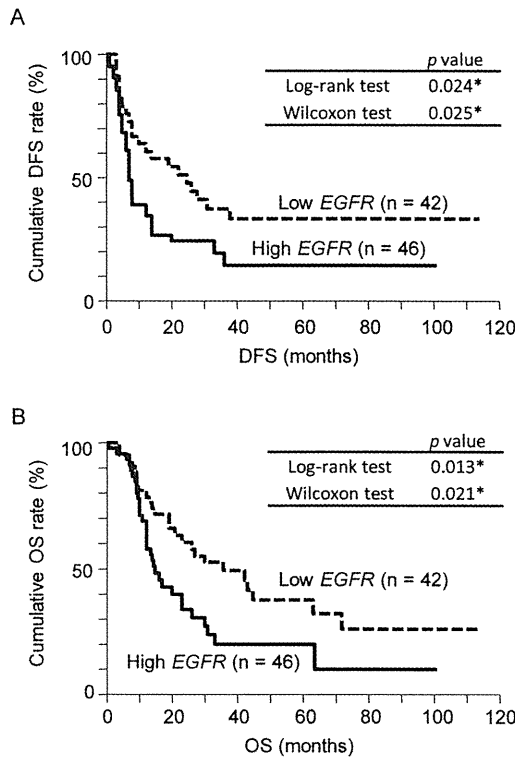 A
100
50
0
Cumulative DFS rate (%)
p value
Log-rank test 0.024*
Wilcoxon test 0.025*
Low EGFR (n = 42)
High EGFR (n = 46)
0 20 40 60 80 100 120
DFS (months)
B
100
50
0
Cumulative OS rate (%)
p value
Log-rank test 0.013*
Wilcoxon test 0.021*
Low EGFR (n = 42)
High EGFR (n = 46)
0 20 40 60 80 100 120
OS (months)